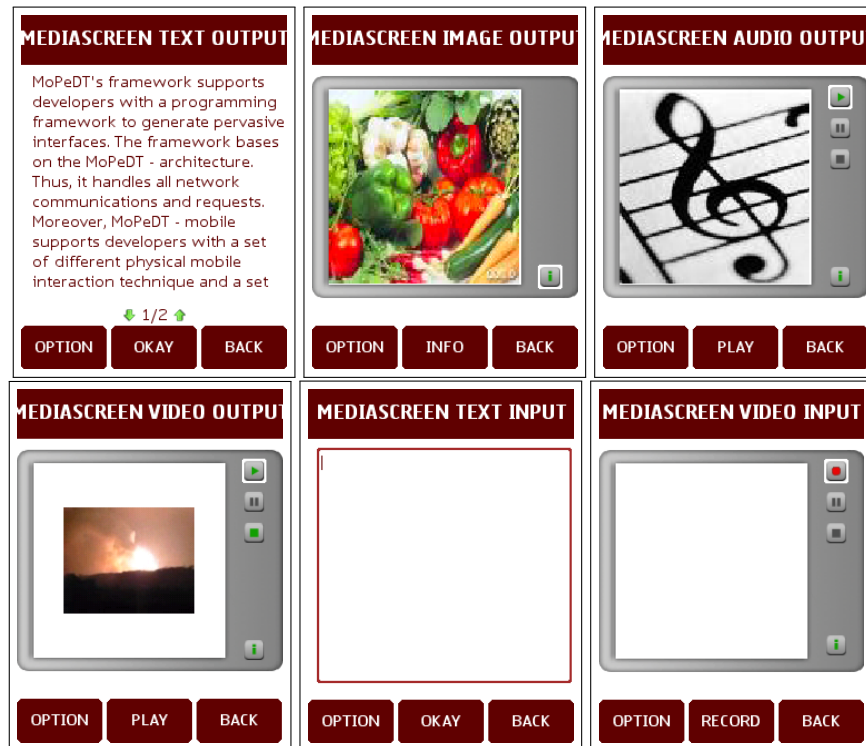 MEDIASCREEN TEXT OUTPUT
MoPeDT's framework supports
developers with a programming
framework to generate pervasive
interfaces. The framework bases
on the MoPeDT - architecture.
Thus, it handles all network
communications and requests.
Moreover, MoPeDT - mobile
supports developers with a set
of different physical mobile
interaction technique and a set
1/2
OPTION OKAY BACK
MEDIASCREEN IMAGE OUTPUT
OPTION INFO BACK
MEDIASCREEN AUDIO OUTPU
OPTION PLAY BACK
MEDIASCREEN VIDEO OUTPUT
OPTION PLAY BACK
MEDIASCREEN TEXT INPUT
OPTION OKAY BACK
MEDIASCREEN VIDEO INPUT
OPTION RECORD BACK